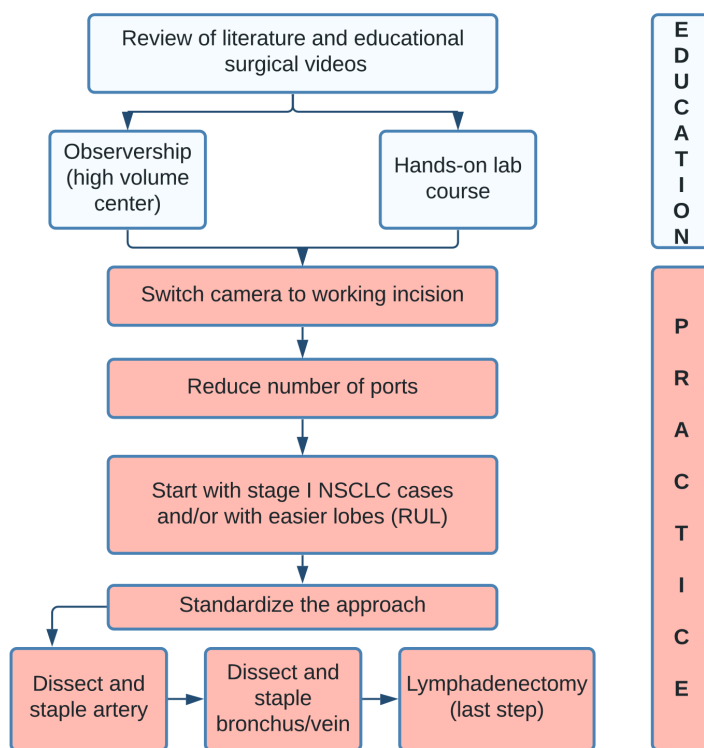 Review of literature and educational
surgical videos
Observership
(high volume
center)
Hands-on lab
course
Switch camera to working incision
Reduce number of ports
Start with stage I NSCLC cases
and/or with easier lobes (RUL)
Standardize the approach
Dissect and
staple artery
Dissect and
staple
bronchus/vein
Lymphadenectomy
(last step)
E
D
U
C
A
T
I
O
N
P
R
A
C
T
I
C
E